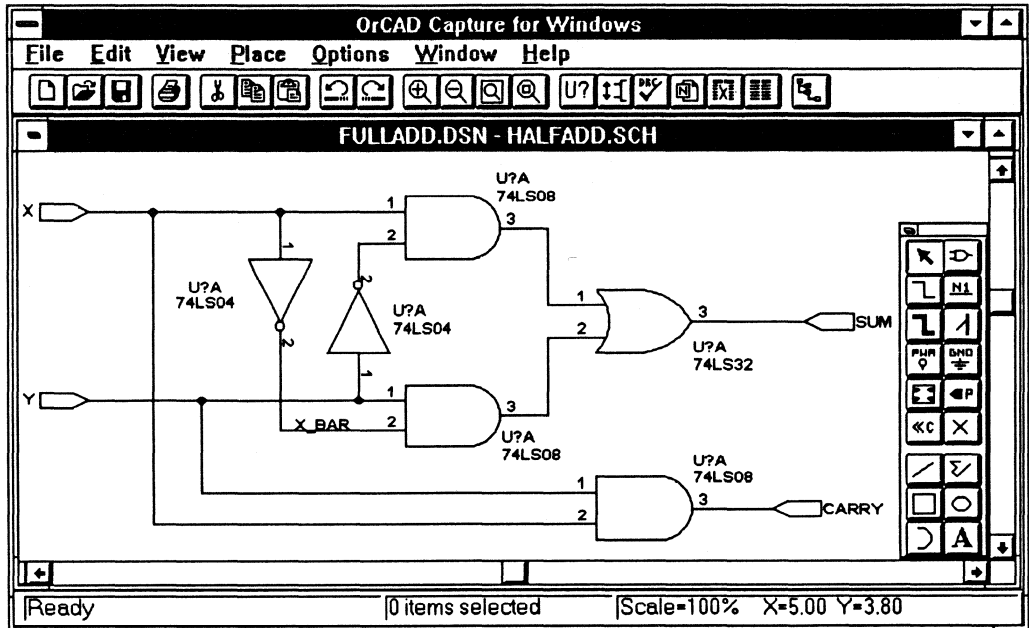 OrCAD Capture for Windows
File Edit View Place Options Window Help
U? DRC N X
FULLADD.DSN - HALFADD.SCH
U?A
74LS08
X
1
3
2
1
U?A
74LS04
2
2
U?A
74LS04
1
1
3
SUM
2
U?A
74LS32
Y
1
3
X_BAR
2
U?A
74LS08
U?A
74LS08
1
3
CARRY
2
N1
PWR GND
P
≪C
A
Ready 0 items selected Scale=100% X=5.00 Y=3.80